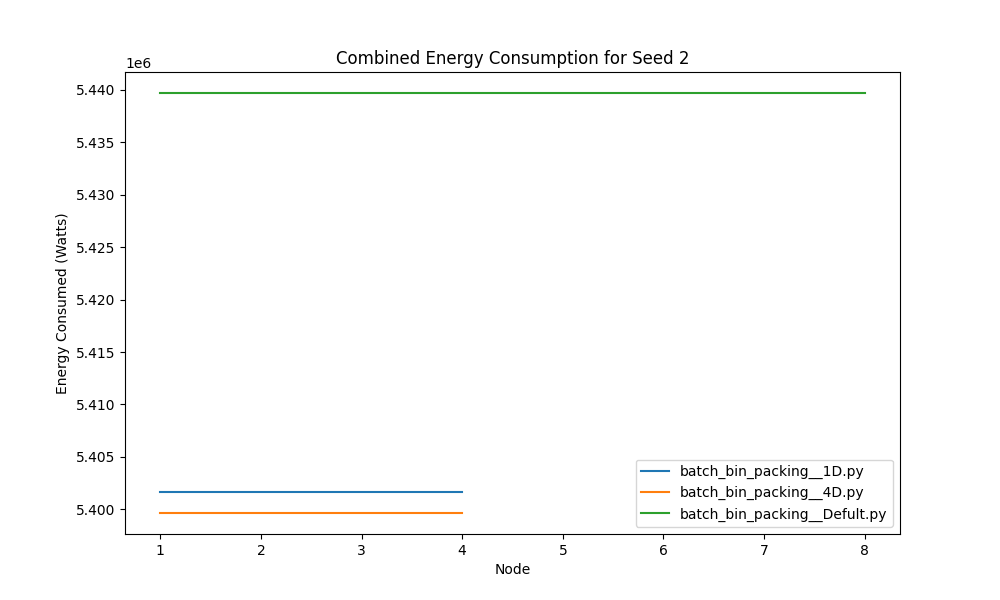 Combined Energy Consumption for Seed 2
1e6
5.440
5.435
5.430
5.425
5.420
5.415
5.410
5.405
5.400
Energy Consumed (Watts)
batch_bin_packing__1D.py
batch_bin_packing__4D.py
batch_bin_packing__Defult.py
1 2 3 4 5 6 7 8
Node